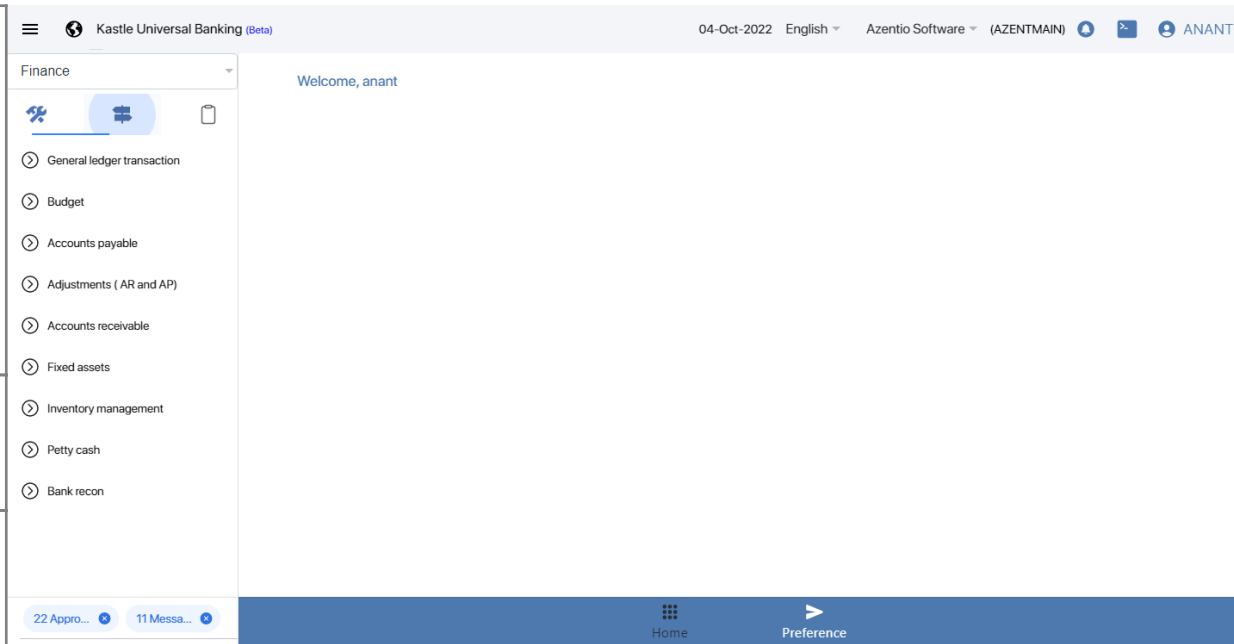 Kastle Universal Banking (Beta) 04-Oct-2022 English Azentio Software (AZENTMAIN) ANANT
Finance
Welcome, anant
General ledger transaction
Budget
Accounts payable
Adjustments ( AR and AP)
Accounts receivable
Fixed assets
Inventory management
Petty cash
Bank recon
22 Appro... 11 Messa...
Home Preference